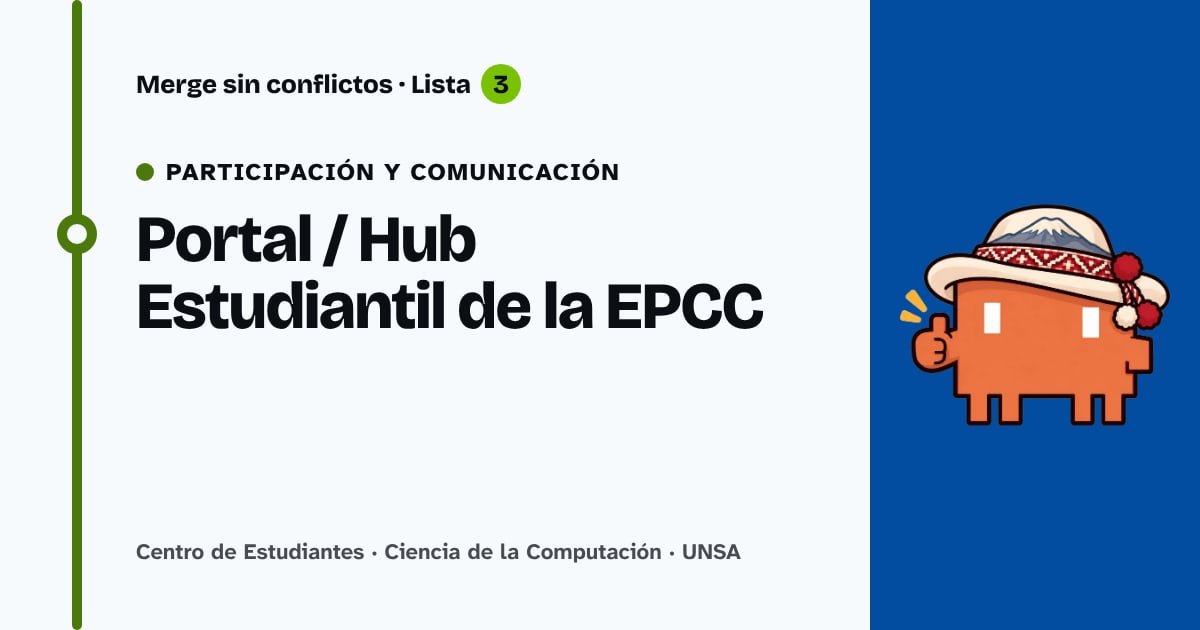 Merge sin conflictos · Lista 3
PARTICIPACIÓN Y COMUNICACIÓN
Portal / Hub
Estudiantil de la EPCC
Centro de Estudiantes · Ciencia de la Computación · UNSA